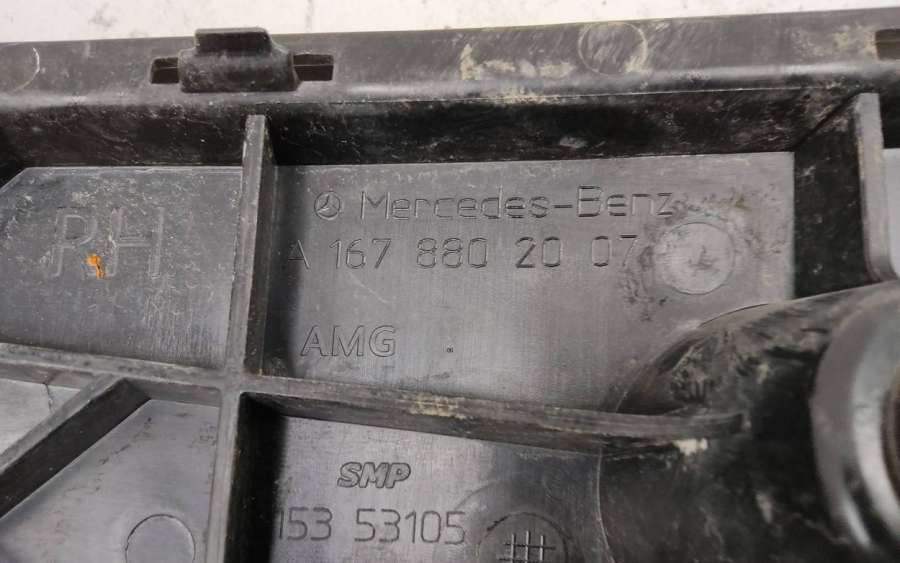 Mercedes-Benz
RH
A 167 880 20 07
AMG
SMP
153 53105